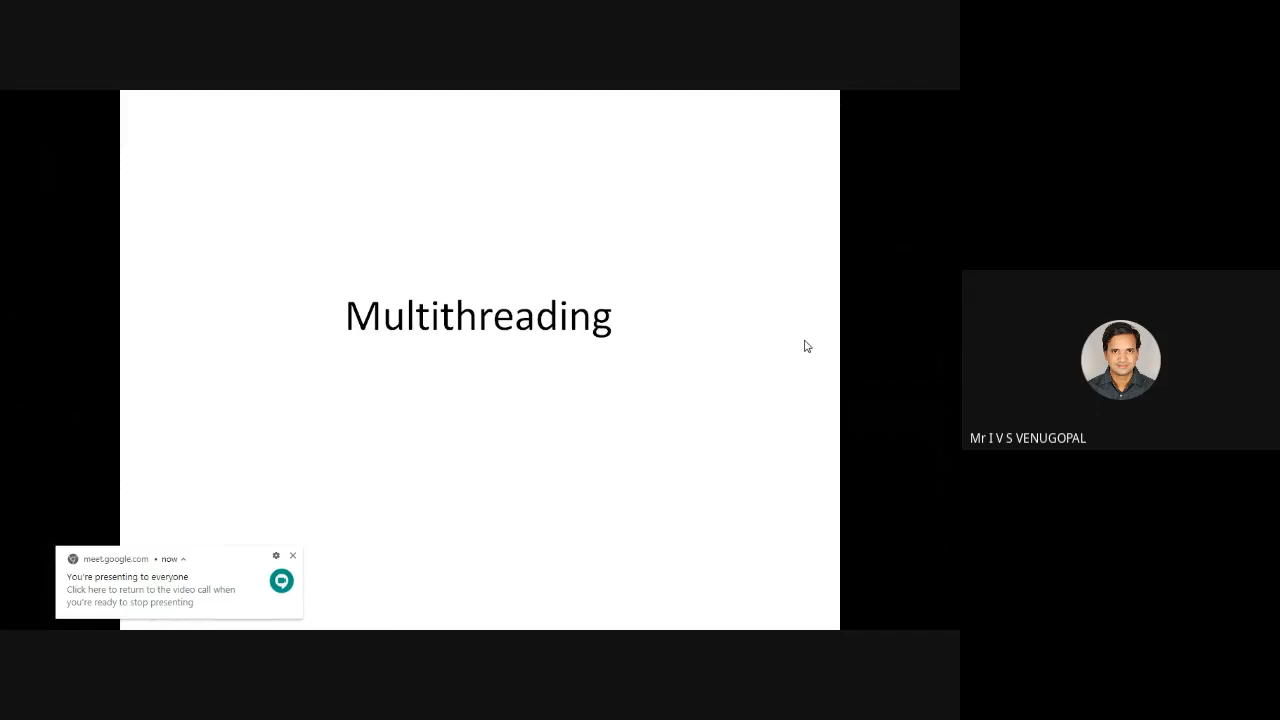 Multithreading
Mr I V S VENUGOPAL
meet.google.com • now
You're presenting to everyone
Click here to return to the video call when
you're ready to stop presenting